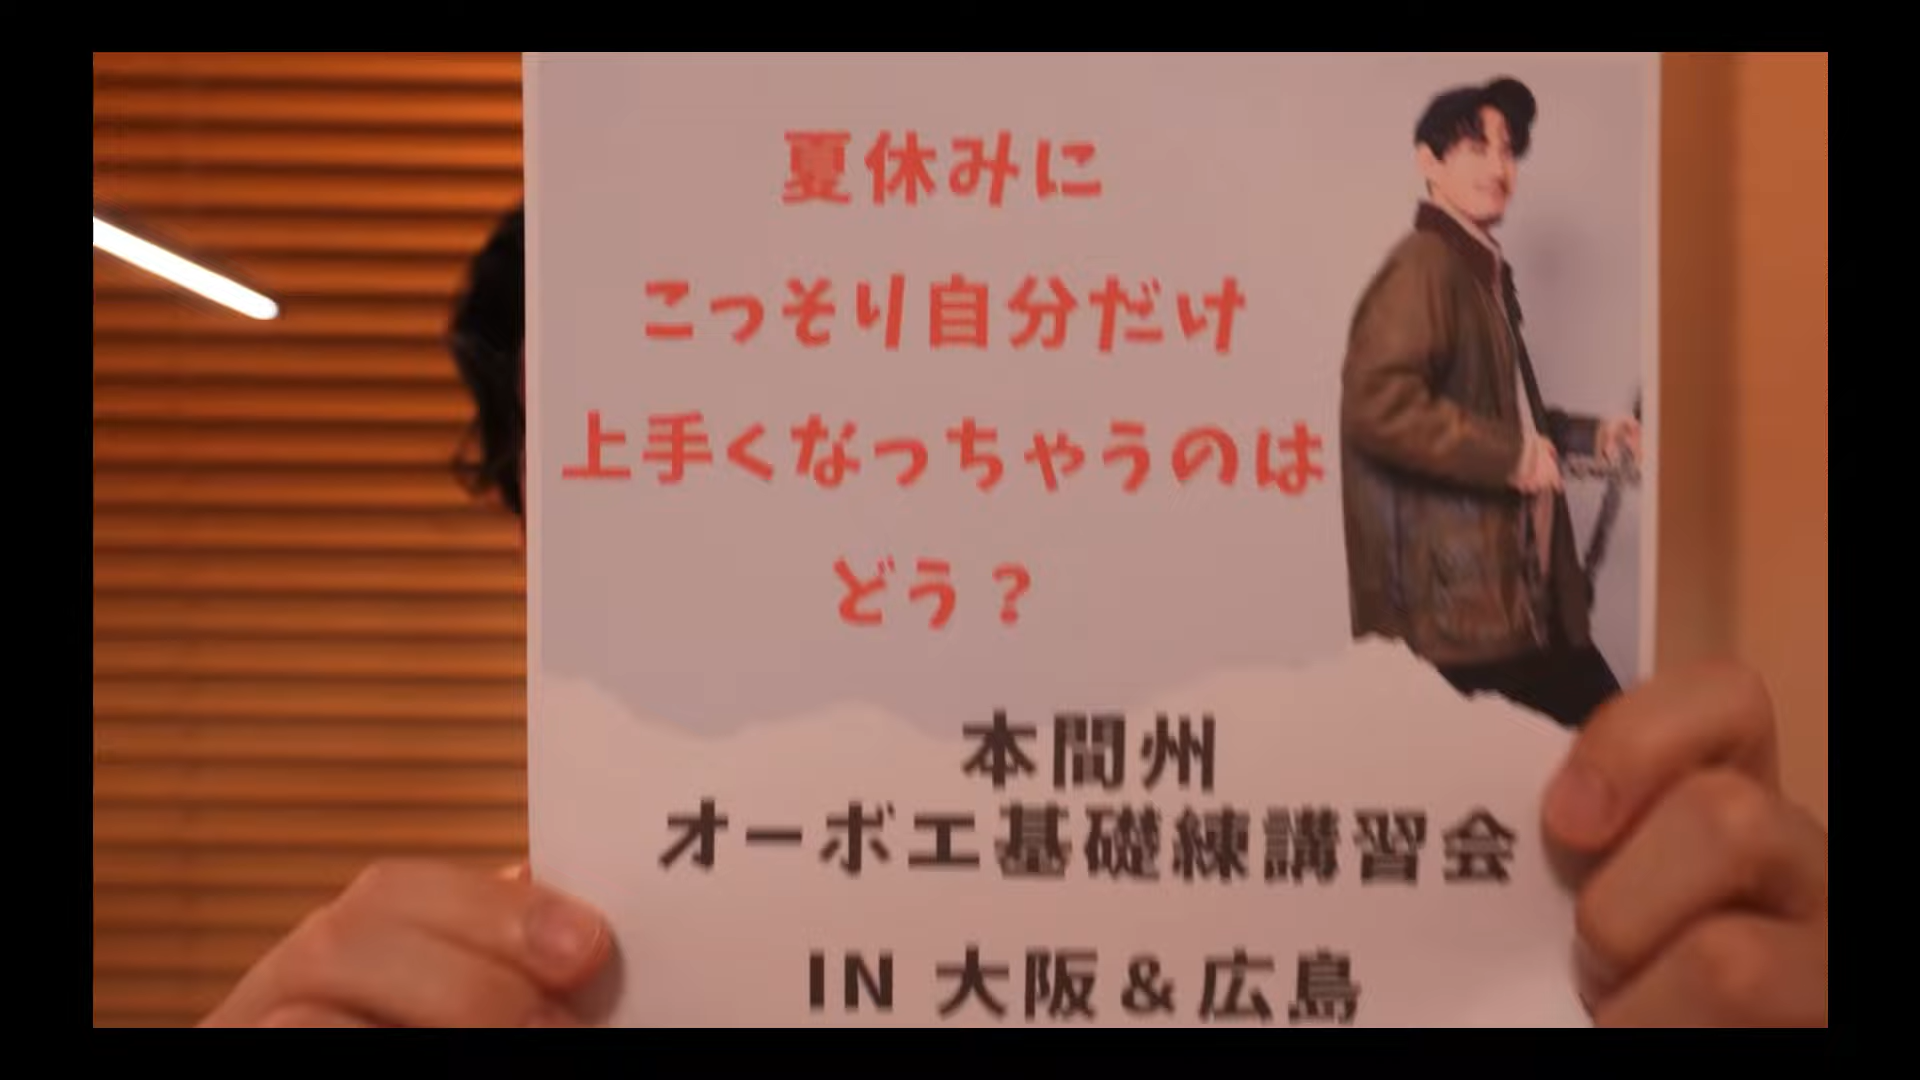 夏休みに
こっそり自分だけ
上手くなっちゃうのは
どう？
本間州
オーボエ基礎練講習会
IN 大阪&広島